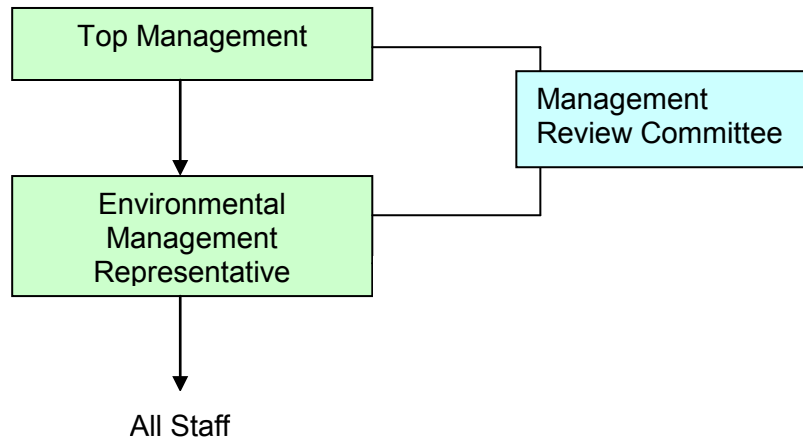 Top Management
Management
Review Committee
Environmental
Management
Representative
All Staff